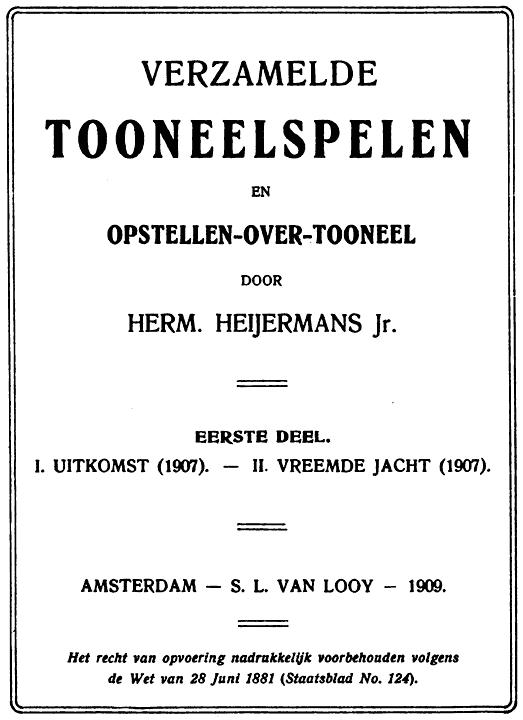 VERZAMELDE
TOONEELSPELEN
EN
OPSTELLEN-OVER-TOONEEL
DOOR
HERM. HEIJERMANS Jr.
EERSTE DEEL.
I. UITKOMST (1907). — II. VREEMDE JACHT (1907).
AMSTERDAM — S. L. VAN LOOY — 1909.
Het recht van opvoering nadrukkelijk voorbehouden volgens
de Wet van 28 Juni 1881 (Staatsblad No. 124).